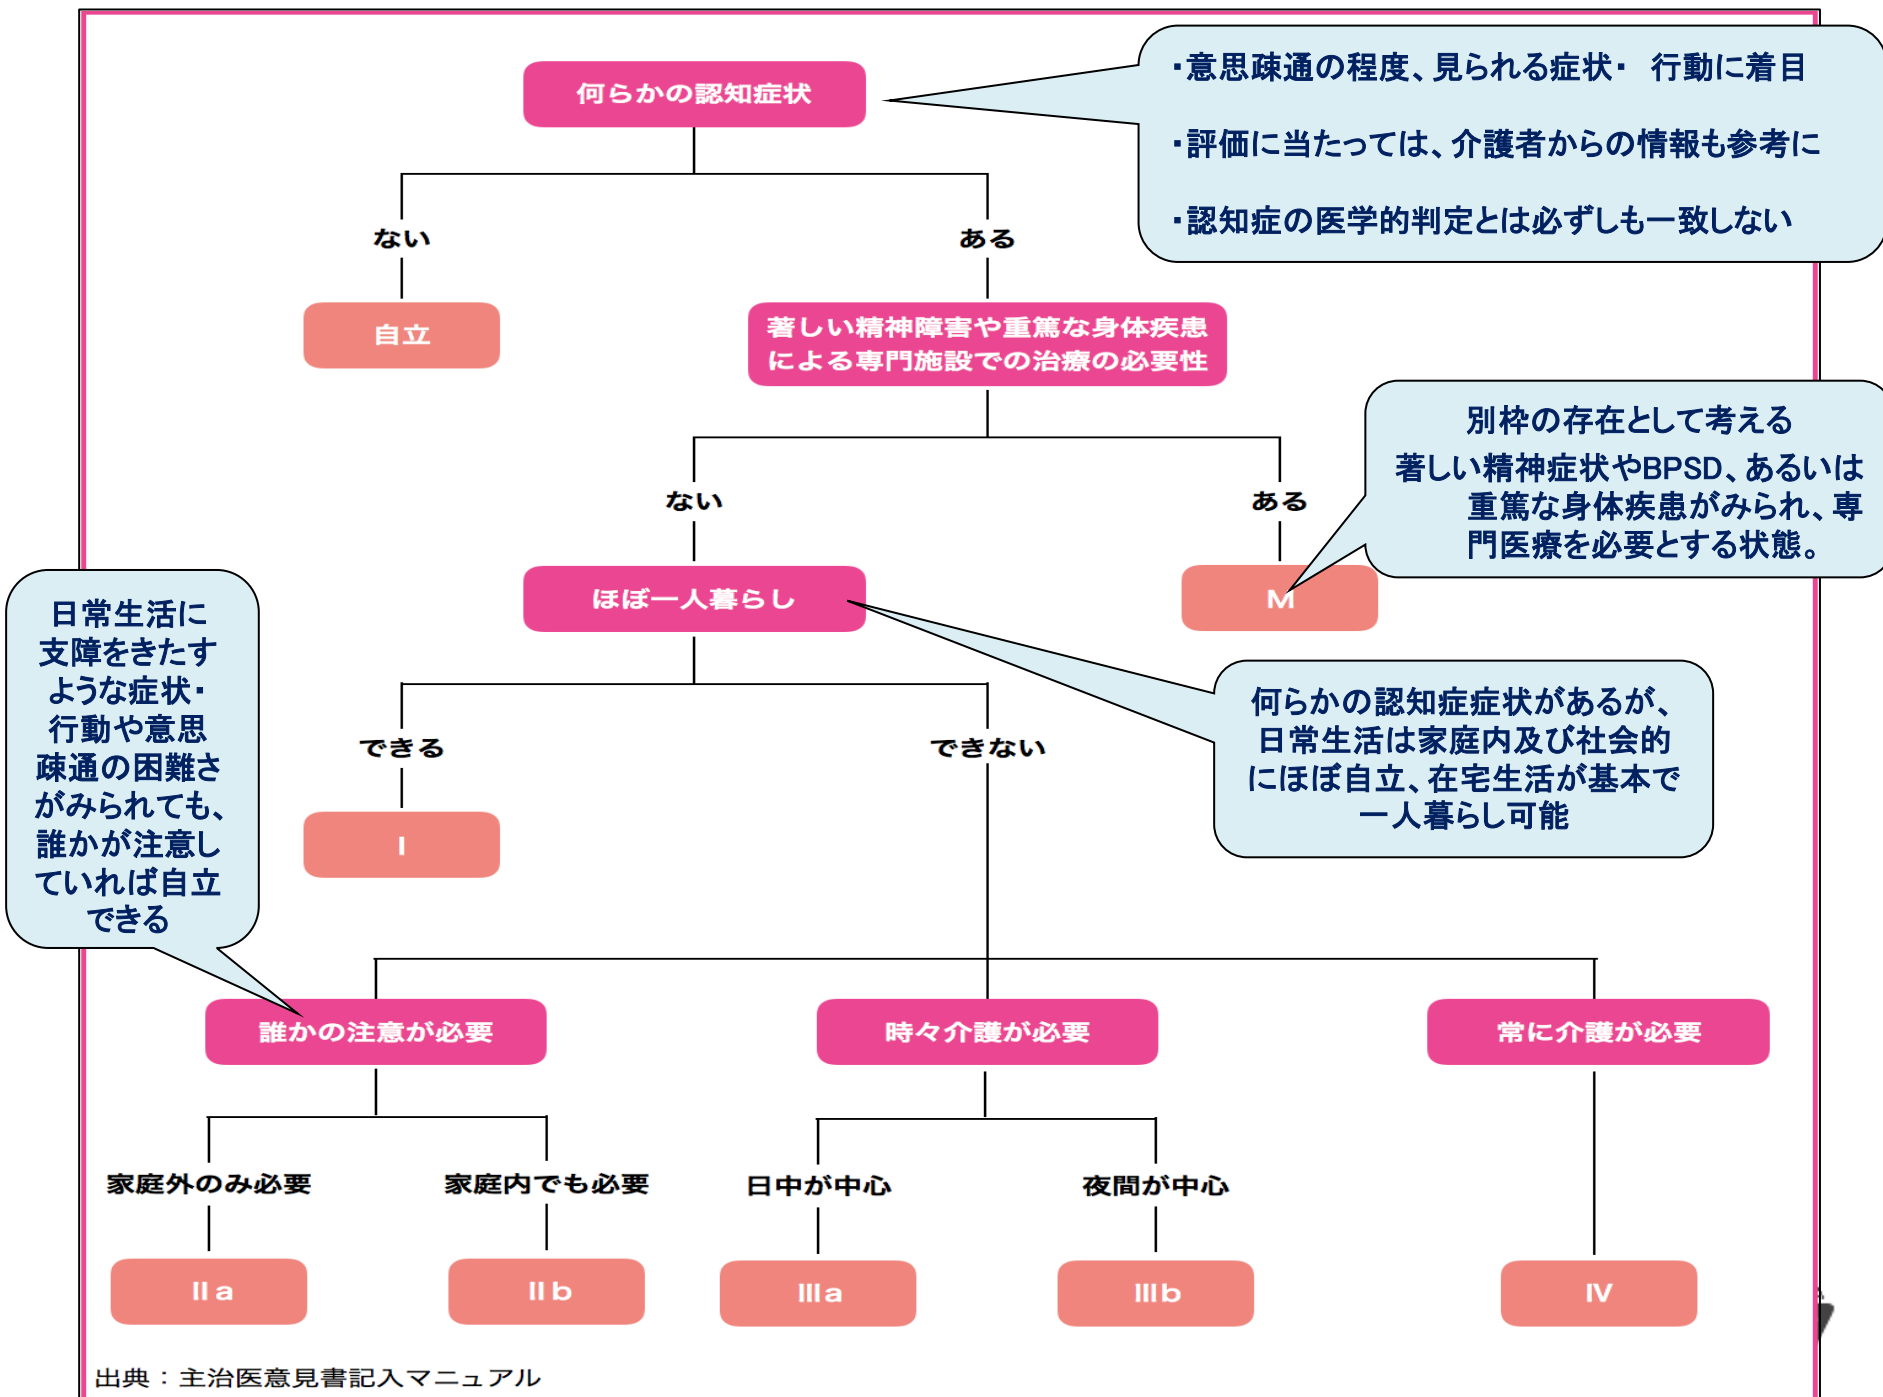 何らかの認知症状
・意思疎通の程度、見られる症状・ 行動に着目
・評価に当たっては、介護者からの情報も参考に
・認知症の医学的判定とは必ずしも一致しない
ない
ある
自立
著しい精神障害や重篤な身体疾患
による専門施設での治療の必要性
別枠の存在として考える
著しい精神症状やBPSD、あるいは
重篤な身体疾患がみられ、専
門医療を必要とする状態。
ない
ある
ほぼ一人暮らし
M
日常生活に
支障をきたす
ような症状・
行動や意思
疎通の困難さ
がみられても、
誰かが注意し
ていれば自立
できる
何らかの認知症症状があるが、
日常生活は家庭内及び社会的
にほぼ自立、在宅生活が基本で
一人暮らし可能
できる
できない
I
誰かの注意が必要
時々介護が必要
常に介護が必要
家庭外のみ必要
家庭内でも必要
日中が中心
夜間が中心
IIa
IIb
IIIa
IIIb
IV
出典：主治医意見書記入マニュアル